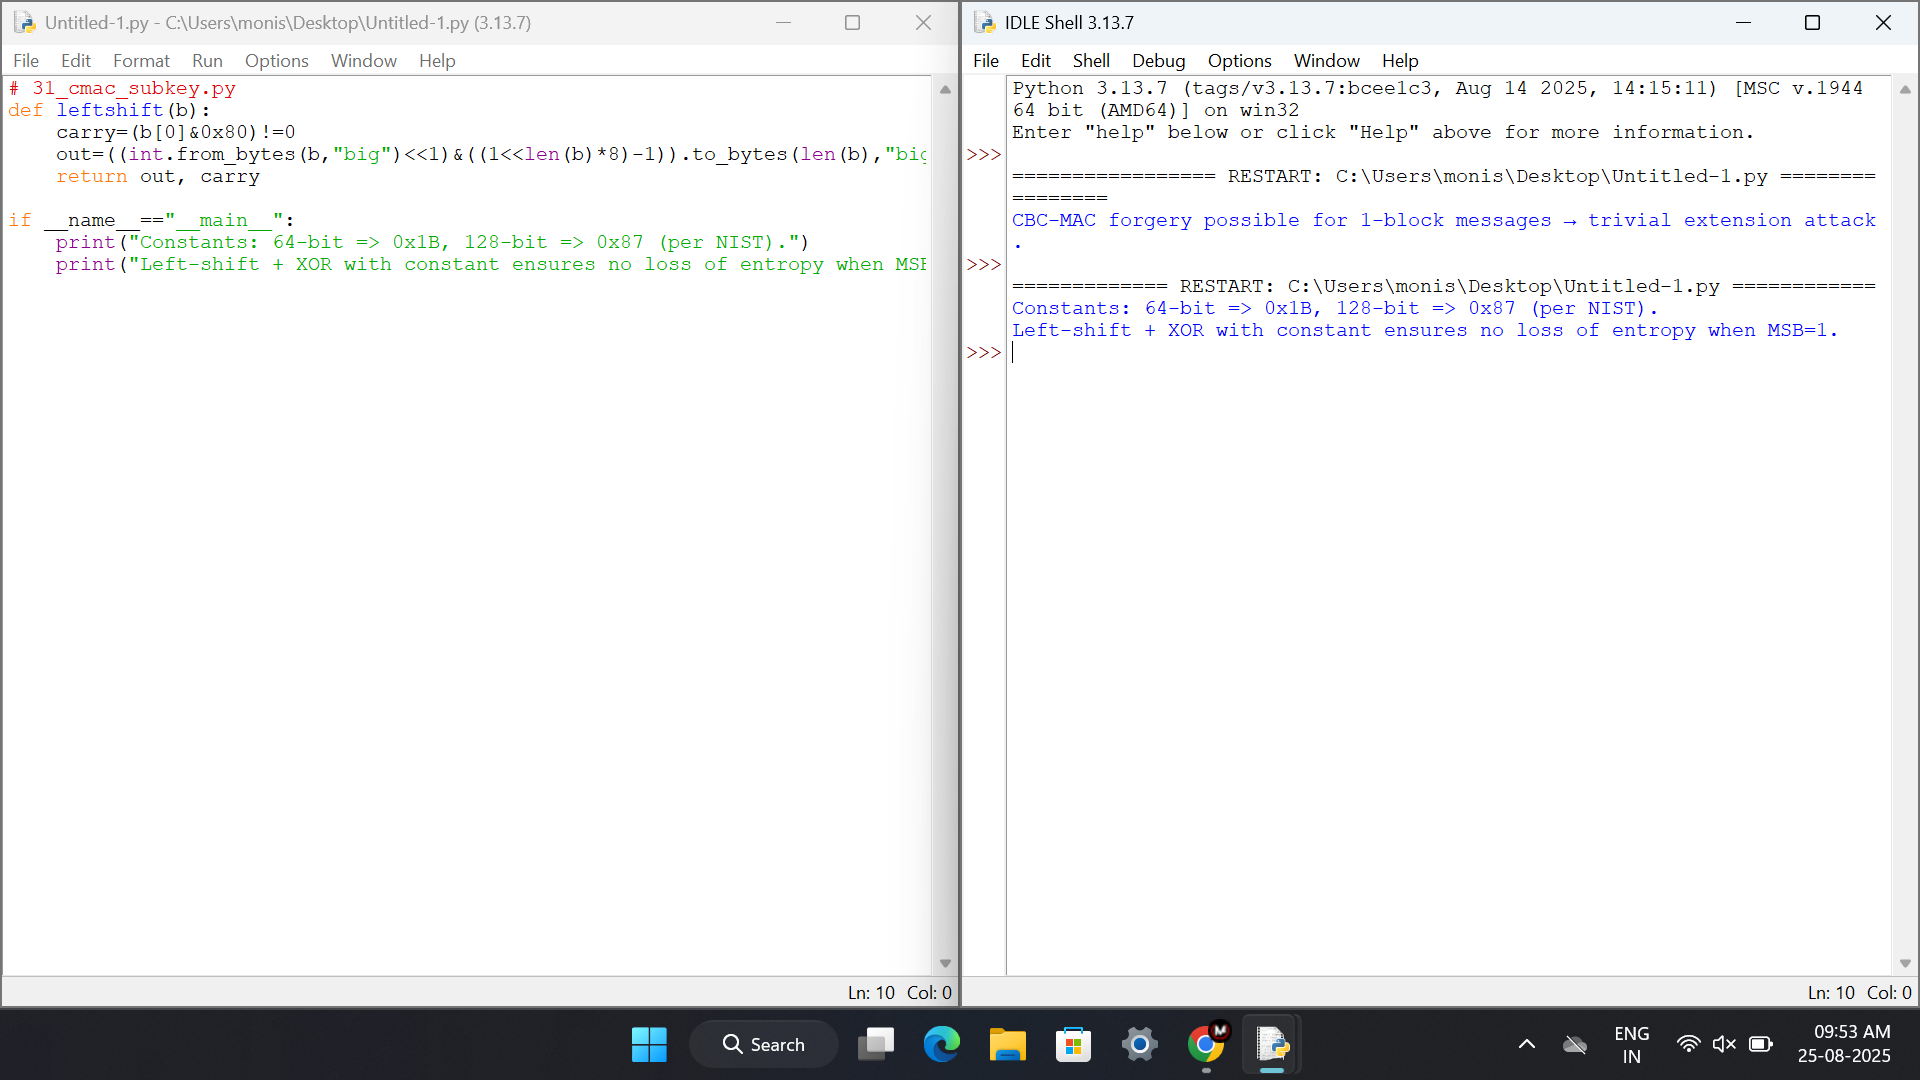 Untitled-1.py - C:\Users\monis\Desktop\Untitled-1.py (3.13.7)
File Edit Format Run Options Window Help
# 31_cmac_subkey.py
def leftshift(b):
    carry=(b[0]&0x80)!=0
    out=((int.from_bytes(b,"big")<<1)&((1<<len(b)*8)-1)).to_bytes(len(b),"big
    return out, carry
if __name__=="__main__":
    print("Constants: 64-bit => 0x1B, 128-bit => 0x87 (per NIST).")
    print("Left-shift + XOR with constant ensures no loss of entropy when MSB
Ln: 10 Col: 0
IDLE Shell 3.13.7
File Edit Shell Debug Options Window Help
Python 3.13.7 (tags/v3.13.7:bcee1c3, Aug 14 2025, 14:15:11) [MSC v.1944
64 bit (AMD64)] on win32
Enter "help" below or click "Help" above for more information.
>>>
================= RESTART: C:\Users\monis\Desktop\Untitled-1.py ========
========
CBC-MAC forgery possible for 1-block messages → trivial extension attack
.
>>>
============= RESTART: C:\Users\monis\Desktop\Untitled-1.py ============
Constants: 64-bit => 0x1B, 128-bit => 0x87 (per NIST).
Left-shift + XOR with constant ensures no loss of entropy when MSB=1.
>>>
Ln: 10 Col: 0
Search
M
ENG
IN
09:53 AM
25-08-2025